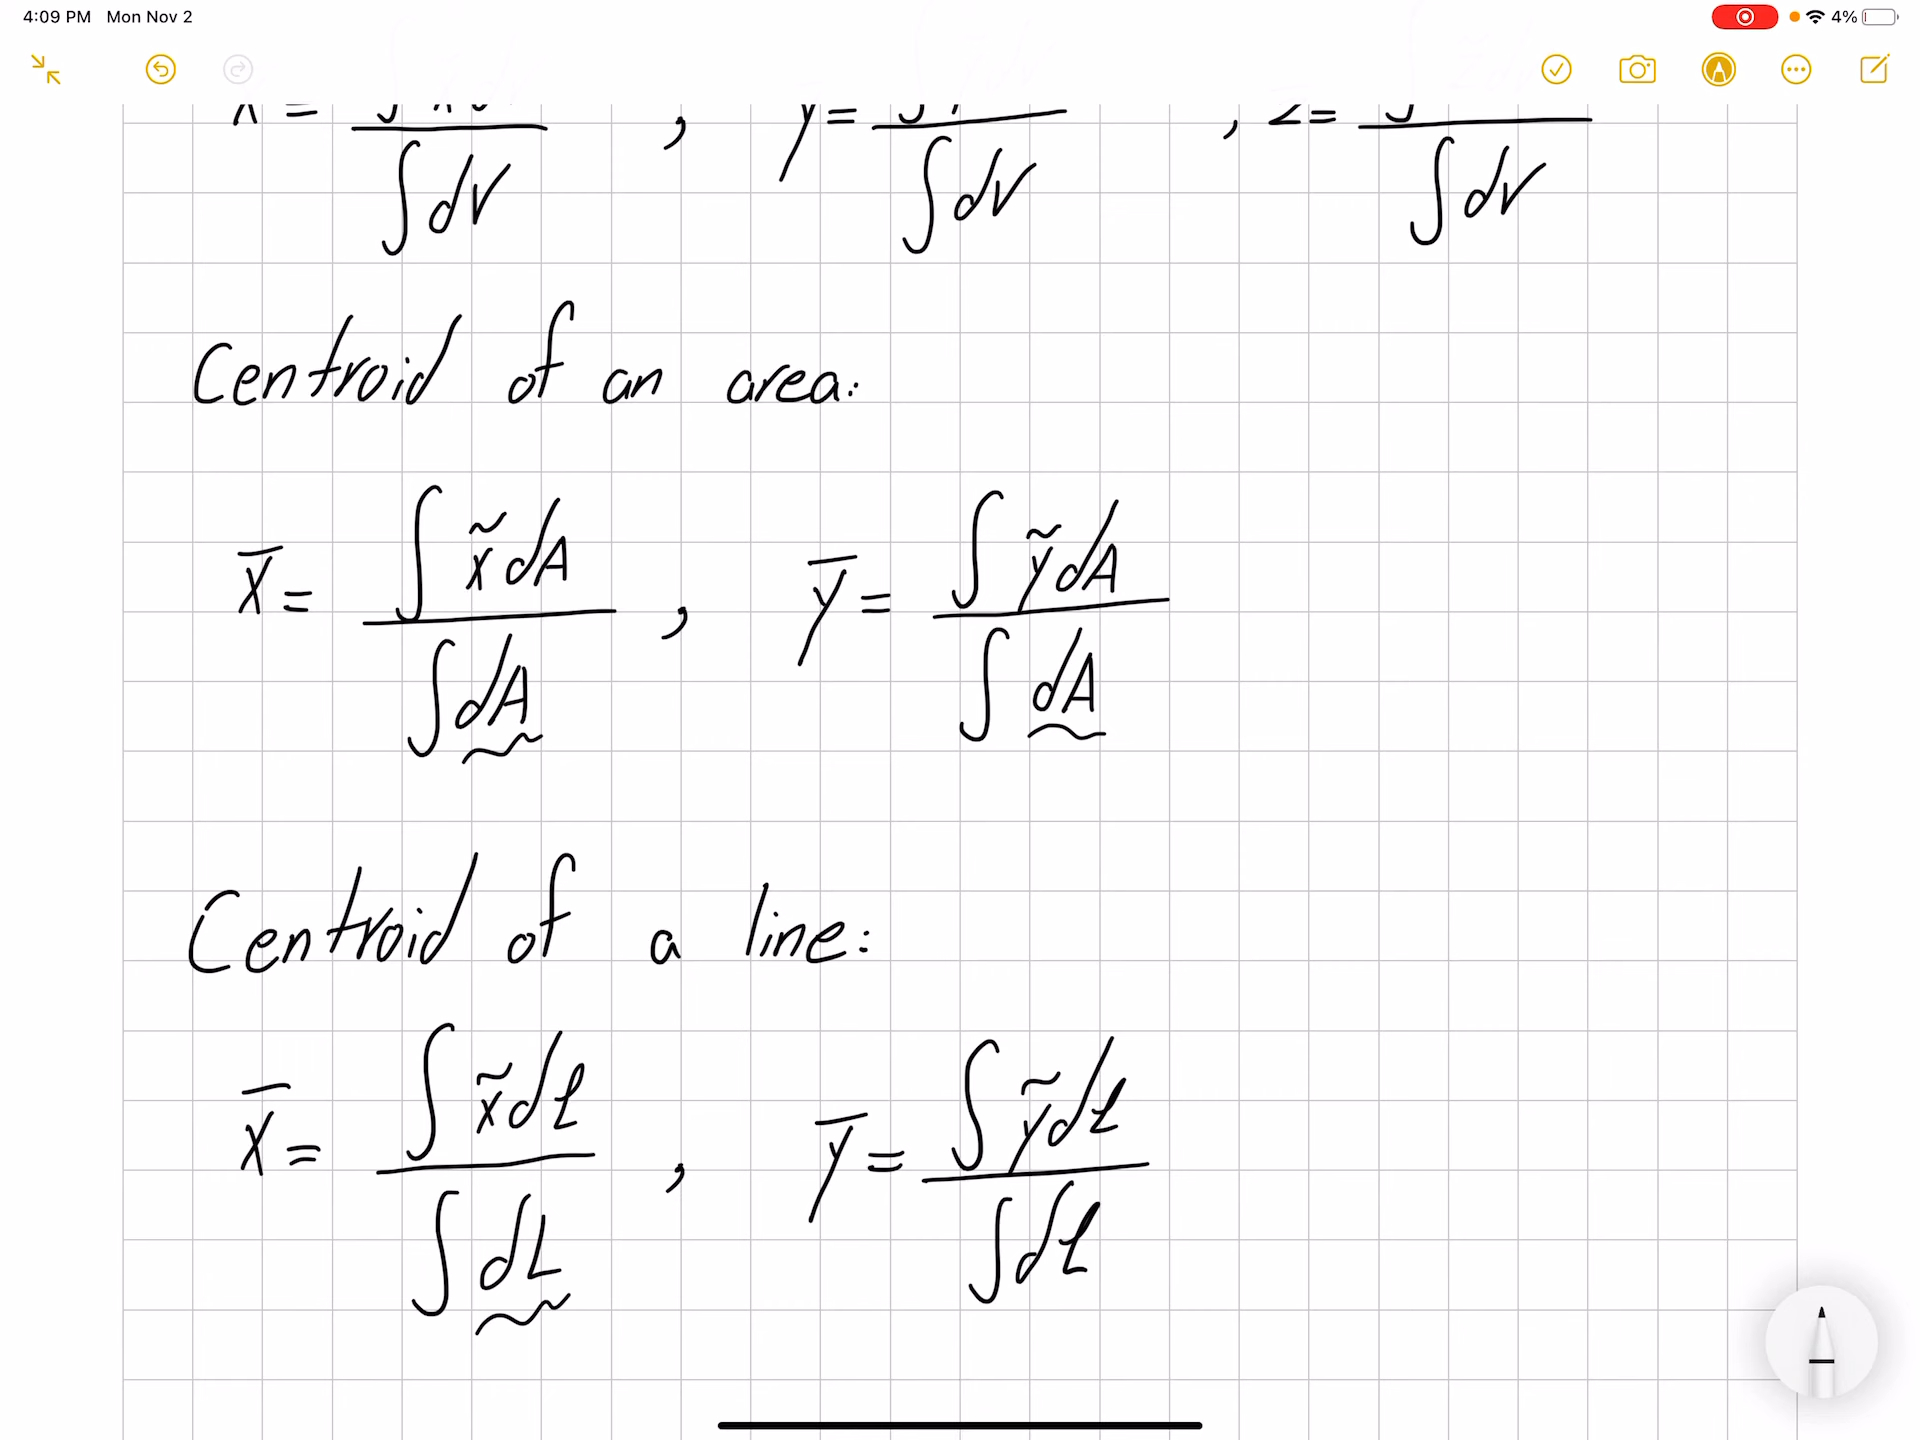 4:09 PM Mon Nov 2 4%
∫dV ∫dV , z= ∫dV
Centroid of an area:
x̄ = ∫x̃dA / ∫dA , ȳ = ∫ỹdA / ∫dA
Centroid of a line:
x̄ = ∫x̃dL / ∫dL , ȳ = ∫ỹdL / ∫dL